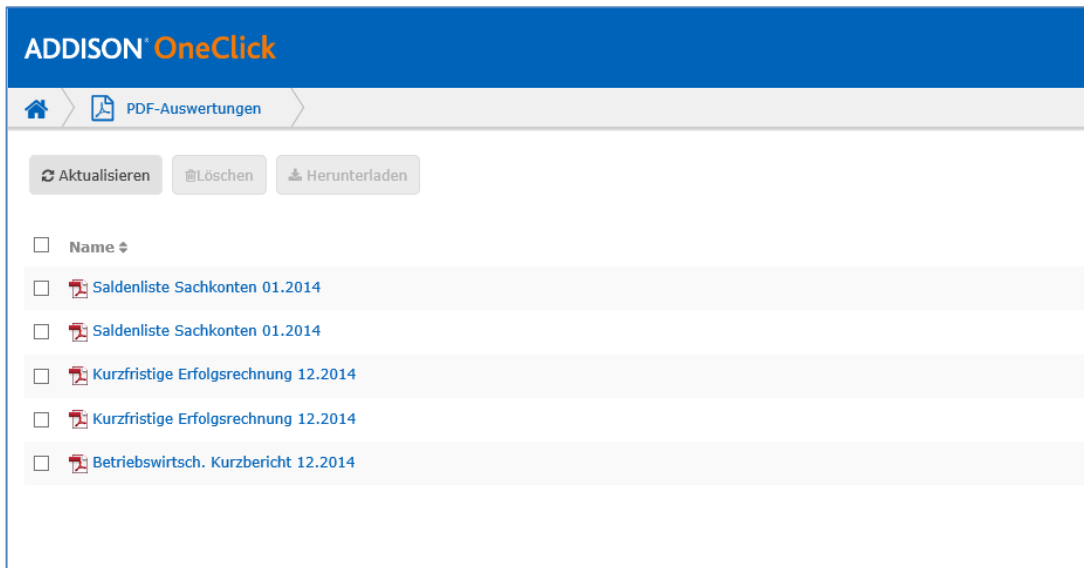 ADDISON® OneClick
PDF-Auswertungen
Aktualisieren Löschen Herunterladen
Name
Saldenliste Sachkonten 01.2014
Saldenliste Sachkonten 01.2014
Kurzfristige Erfolgsrechnung 12.2014
Kurzfristige Erfolgsrechnung 12.2014
Betriebswirtsch. Kurzbericht 12.2014